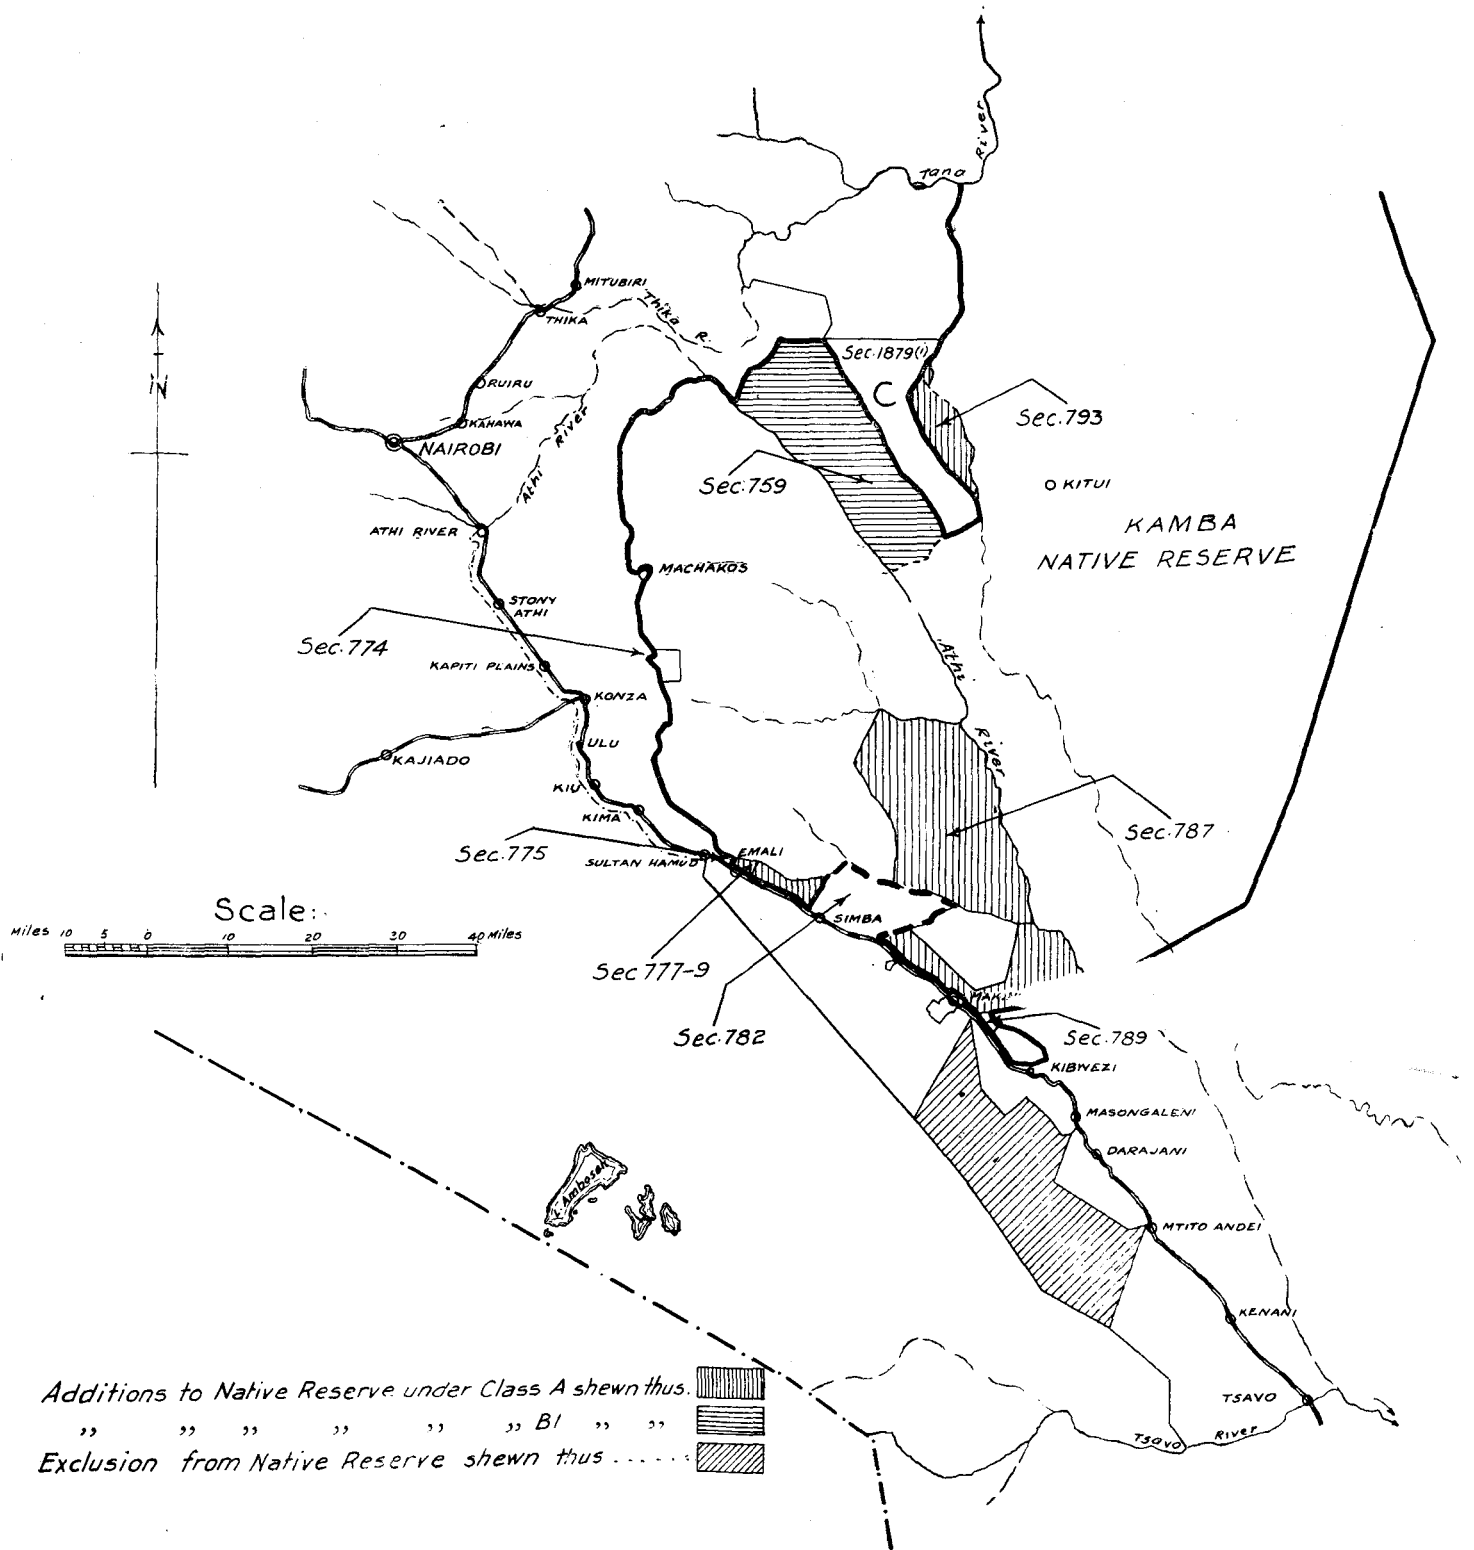 Tana
River
MITUBIRI
THIKA
Thika R.
RUIRU
KAHAWA
NAIROBI
Athi River
ATHI RIVER
N
Sec. 1879(i)
C
Sec. 793
Sec. 759
KITUI
KAMBA
NATIVE RESERVE
MACHAKOS
STONY
ATHI
Sec. 774
KAPITI PLAINS
KONZA
Athi
River
ULU
KAJIADO
KIU
KIMA
Sec. 787
Sec. 775
SULTAN HAMUD
EMALI
Scale:
Miles 10 5 0 10 20 30 40 Miles
SIMBA
Sec 777-9
Sec. 782
Sec. 789
KIBWEZI
MASONGALENI
DARAJANI
L. Amboseli
MTITO ANDEI
KENANI
TSAVO
Tsavo River
Additions to Native Reserve under Class A shewn thus.
,, ,, ,, ,, ,, ,, B1 ,, ,,
Exclusion from Native Reserve shewn thus ......